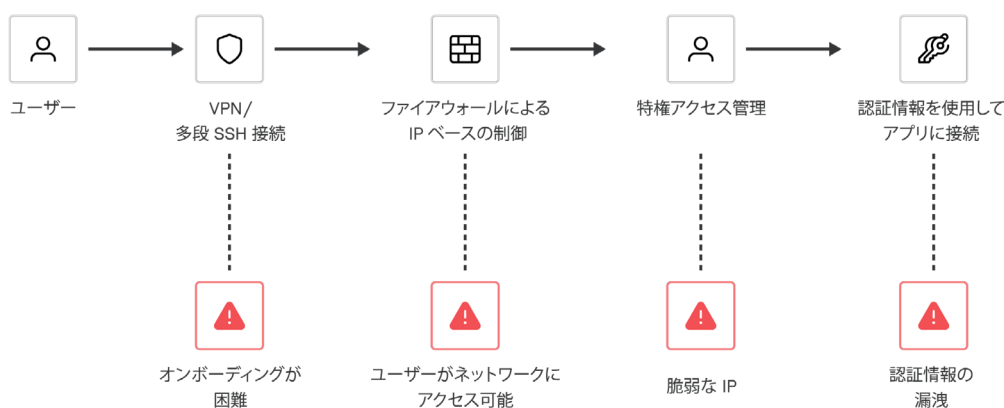 ユーザー
VPN/
多段 SSH 接続
ファイアウォールによる
IP ベースの制御
特権アクセス管理
認証情報を使用して
アプリに接続
オンボーディングが
困難
ユーザーがネットワークに
アクセス可能
脆弱な IP
認証情報の
漏洩